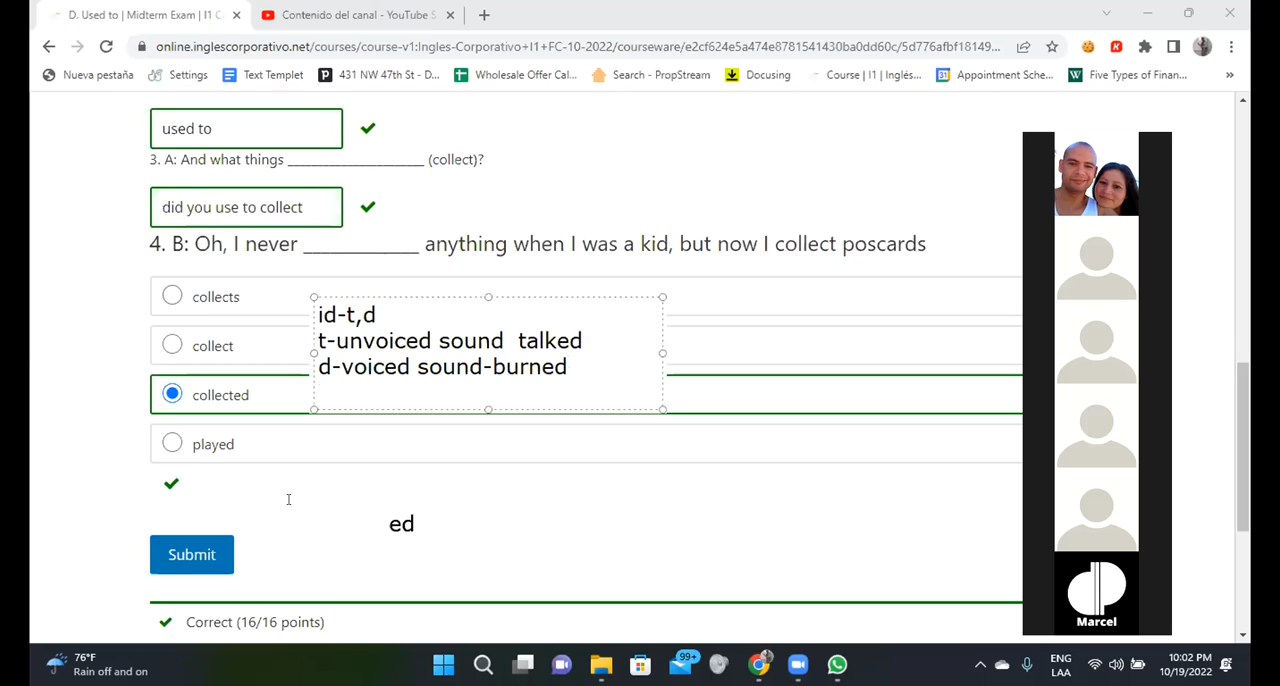 D. Used to | Midterm Exam | I1 C
Contenido del canal - YouTube S
online.inglescorporativo.net/courses/course-v1:Ingles-Corporativo+I1+FC-10-2022/courseware/e2cf624e5a474e8781541430ba0dd60c/5d776afbf18149...
Nueva pestaña
Settings
Text Templet
431 NW 47th St - D...
Wholesale Offer Cal...
Search - PropStream
Docusing
Course | I1 | Inglés...
Appointment Sche...
Five Types of Finan...
»
used to
3. A: And what things ____________________ (collect)?
did you use to collect
4. B: Oh, I never ____________ anything when I was a kid, but now I collect poscards
collects
collect
collected
played
id-t,d
t-unvoiced sound talked
d-voiced sound-burned
ed
Submit
Correct (16/16 points)
Marcel
76°F
Rain off and on
99+
ENG
LAA
10:02 PM
10/19/2022